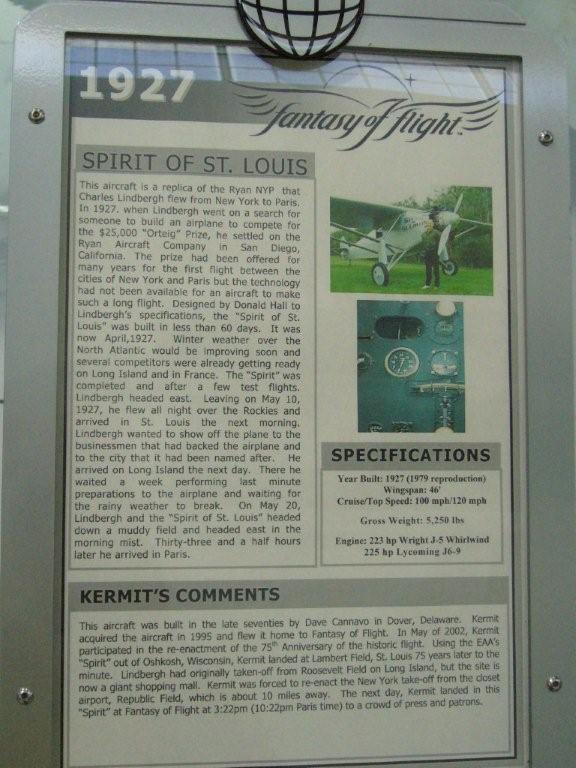 1927
fantasy of flight
SPIRIT OF ST. LOUIS
This aircraft is a replica of the Ryan NYP that
Charles Lindbergh flew from New York to Paris.
In 1927. when Lindbergh went on a search for
someone to build an airplane to compete for
the $25,000 "Orteig" Prize, he settled on the
Ryan Aircraft Company in San Diego,
California. The prize had been offered for
many years for the first flight between the
cities of New York and Paris but the technology
had not been available for an aircraft to make
such a long flight. Designed by Donald Hall to
Lindbergh's specifications, the "Spirit of St.
Louis" was built in less than 60 days. It was
now April,1927. Winter weather over the
North Atlantic would be improving soon and
several competitors were already getting ready
on Long Island and in France. The "Spirit" was
completed and after a few test flights.
Lindbergh headed east. Leaving on May 10,
1927, he flew all night over the Rockies and
arrived in St. Louis the next morning.
Lindbergh wanted to show off the plane to the
businessmen that had backed the airplane and
to the city that it had been named after. He
arrived on Long Island the next day. There he
waited a week performing last minute
preparations to the airplane and waiting for
the rainy weather to break. On May 20,
Lindbergh and the "Spirit of St. Louis" headed
down a muddy field and headed east in the
morning mist. Thirty-three and a half hours
later he arrived in Paris.
SPECIFICATIONS
Year Built: 1927 (1979 reproduction)
Wingspan: 46'
Cruise/Top Speed: 100 mph/120 mph
Gross Weight: 5,250 lbs
Engine: 223 hp Wright J-5 Whirlwind
225 hp Lycoming J6-9
KERMIT'S COMMENTS
This aircraft was built in the late seventies by Dave Cannavo in Dover, Delaware. Kermit
acquired the aircraft in 1995 and flew it home to Fantasy of Flight. In May of 2002, Kermit
participated in the re-enactment of the 75th Anniversary of the historic flight. Using the EAA's
"Spirit" out of Oshkosh, Wisconsin, Kermit landed at Lambert Field, St. Louis 75 years later to the
minute. Lindbergh had originally taken-off from Roosevelt Field on Long Island, but the site is
now a giant shopping mall. Kermit was forced to re-enact the New York take-off from the closet
airport, Republic Field, which is about 10 miles away. The next day, Kermit landed in this
"Spirit" at Fantasy of Flight at 3:22pm (10:22pm Paris time) to a crowd of press and patrons.